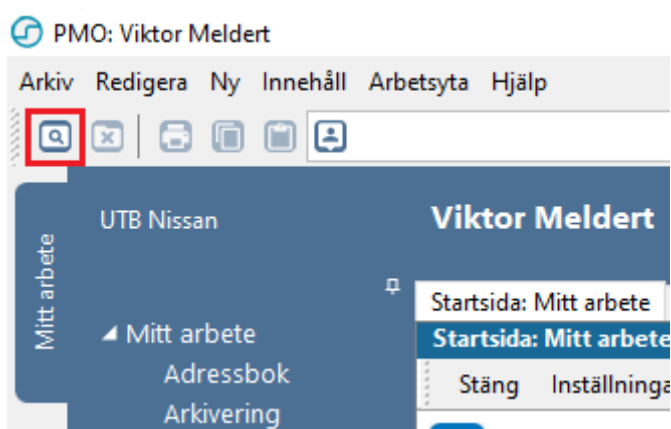 PMO: Viktor Meldert
Arkiv Redigera Ny Innehåll Arbetsyta Hjälp
Mitt arbete
UTB Nissan
Viktor Meldert
Startsida: Mitt arbete
Startsida: Mitt arbete
Mitt arbete
Stäng
Adressbok
Arkivering